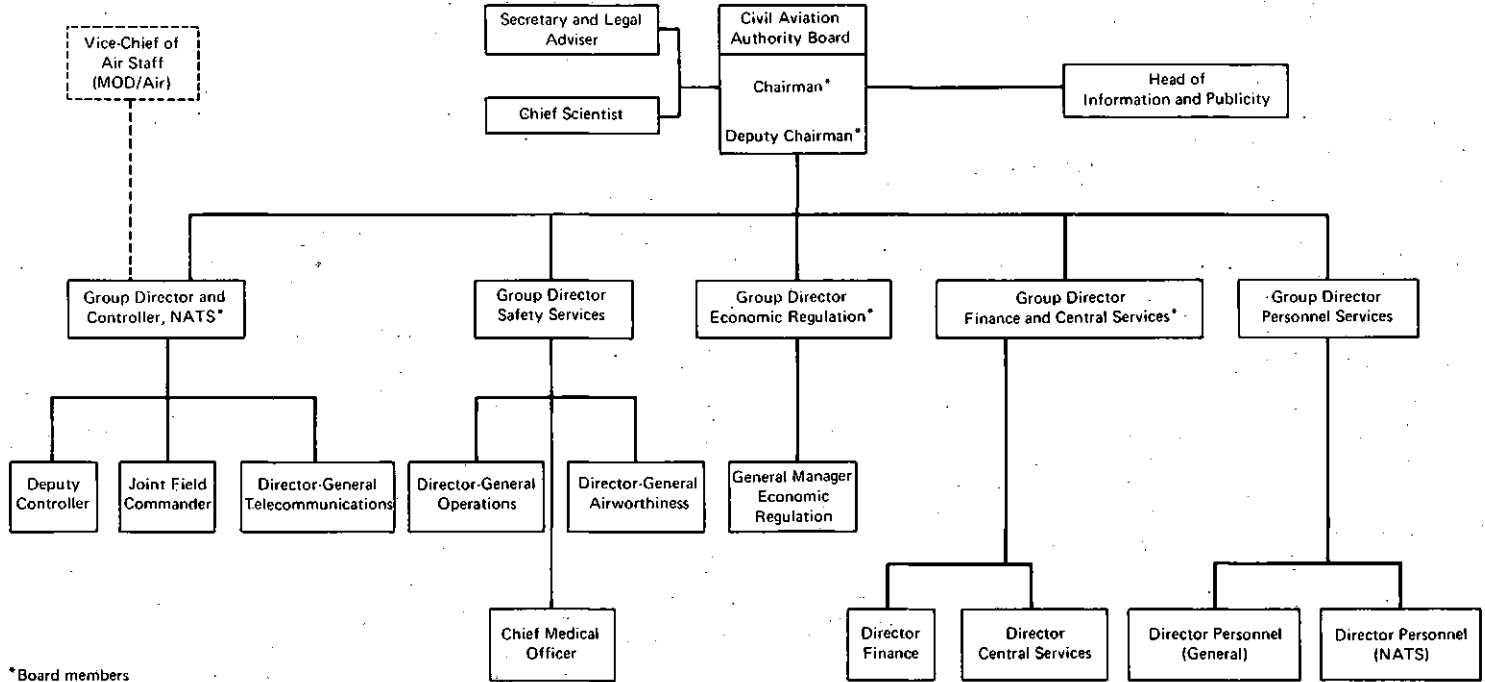 Secretary and Legal
Adviser
Civil Aviation
Authority Board
Vice-Chief of
Air Staff
(MOD/Air)
Chairman*
Head of
Information and Publicity
Chief Scientist
Deputy Chairman*
Group Director and
Controller, NATS*
Group Director
Safety Services
Group Director
Economic Regulation*
Group Director
Finance and Central Services*
Group Director
Personnel Services
Deputy
Controller
Joint Field
Commander
Director-General
Telecommunications
Director-General
Operations
Director-General
Airworthiness
General Manager
Economic
Regulation
Chief Medical
Officer
Director
Finance
Director
Central Services
Director Personnel
(General)
Director Personnel
(NATS)
*Board members